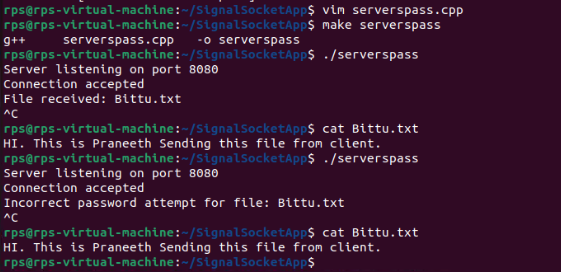 rps@rps-virtual-machine:~/SignalSocketApp$ vim serverspass.cpp
rps@rps-virtual-machine:~/SignalSocketApp$ make serverspass
g++     serverspass.cpp   -o serverspass
rps@rps-virtual-machine:~/SignalSocketApp$ ./serverspass
Server listening on port 8080
Connection accepted
File received: Bittu.txt
^C
rps@rps-virtual-machine:~/SignalSocketApp$ cat Bittu.txt
HI. This is Praneeth Sending this file from client.
rps@rps-virtual-machine:~/SignalSocketApp$ ./serverspass
Server listening on port 8080
Connection accepted
Incorrect password attempt for file: Bittu.txt
^C
rps@rps-virtual-machine:~/SignalSocketApp$ cat Bittu.txt
HI. This is Praneeth Sending this file from client.
rps@rps-virtual-machine:~/SignalSocketApp$